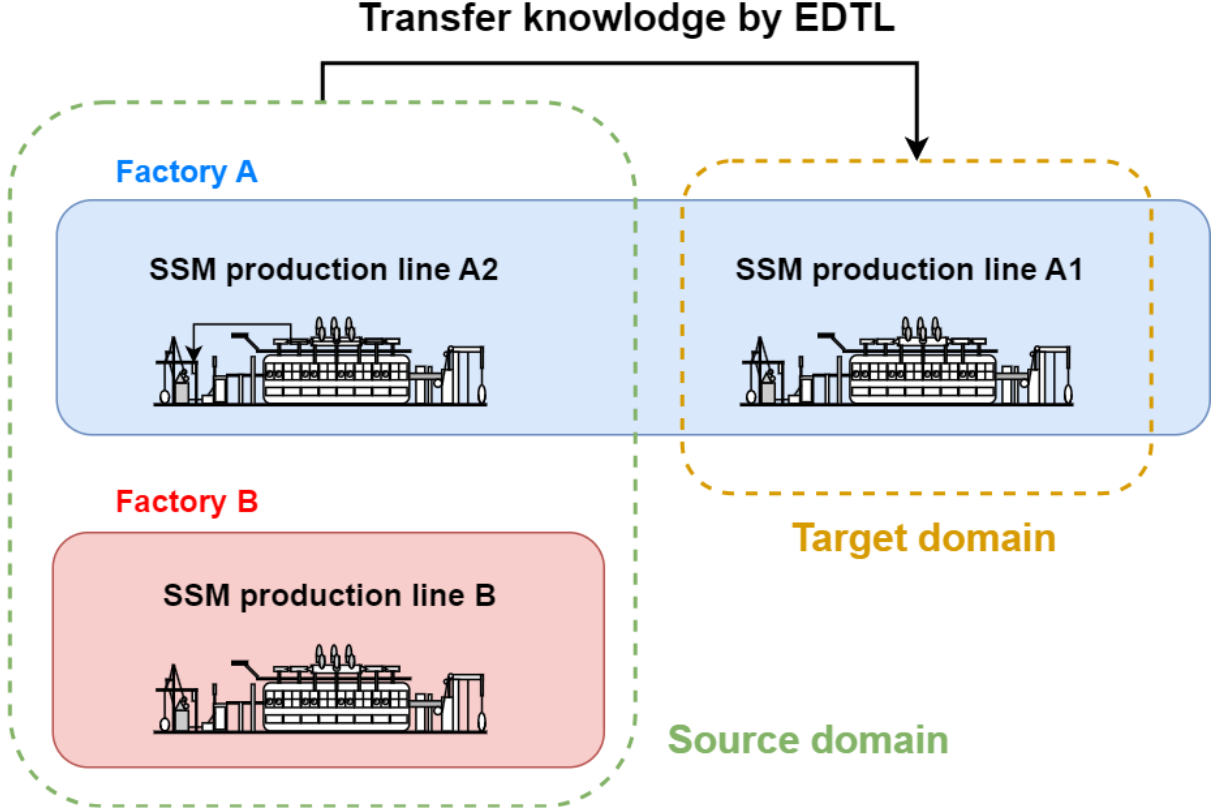 Transfer knowlodge by EDTL
Factory A
SSM production line A2
SSM production line A1
Factory B
Target domain
SSM production line B
Source domain